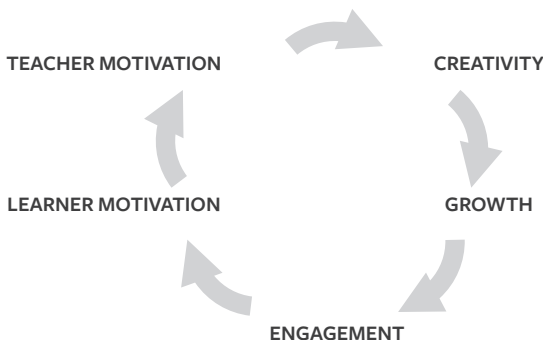 TEACHER MOTIVATION
CREATIVITY
LEARNER MOTIVATION
GROWTH
ENGAGEMENT